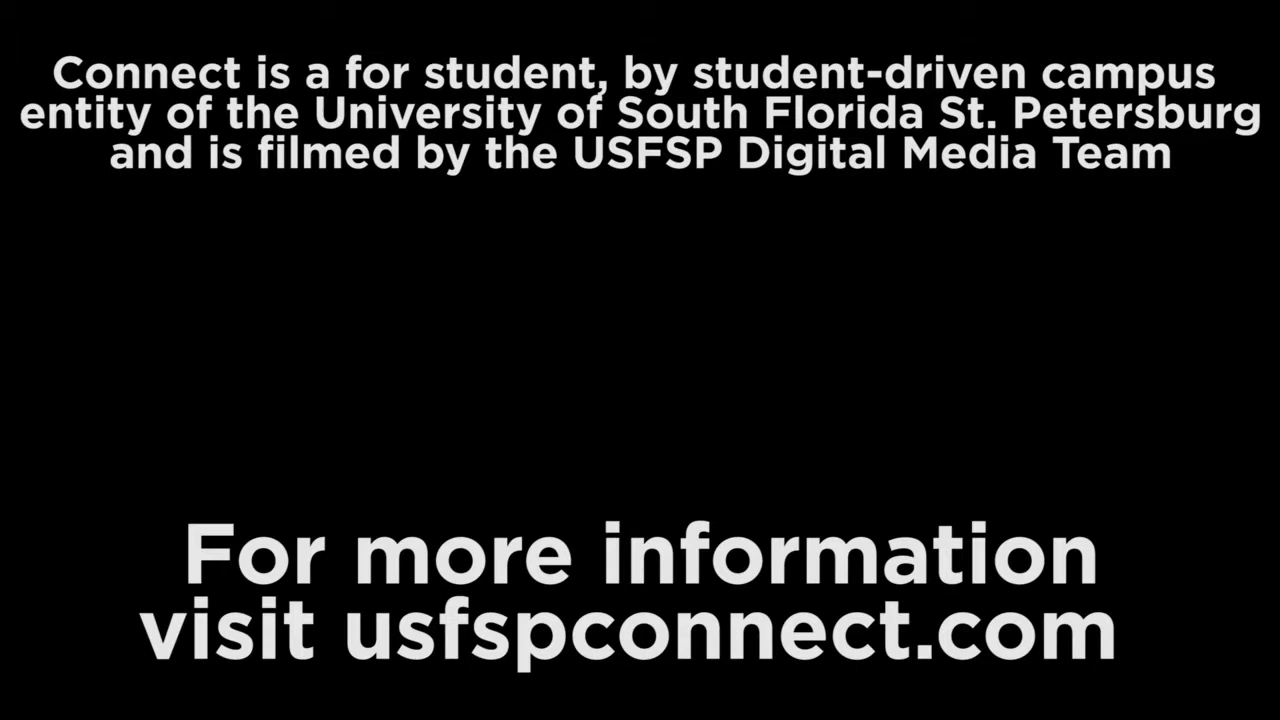 Connect is a for student, by student-driven campus
entity of the University of South Florida St. Petersburg
and is filmed by the USFSP Digital Media Team
For more information
visit usfspconnect.com